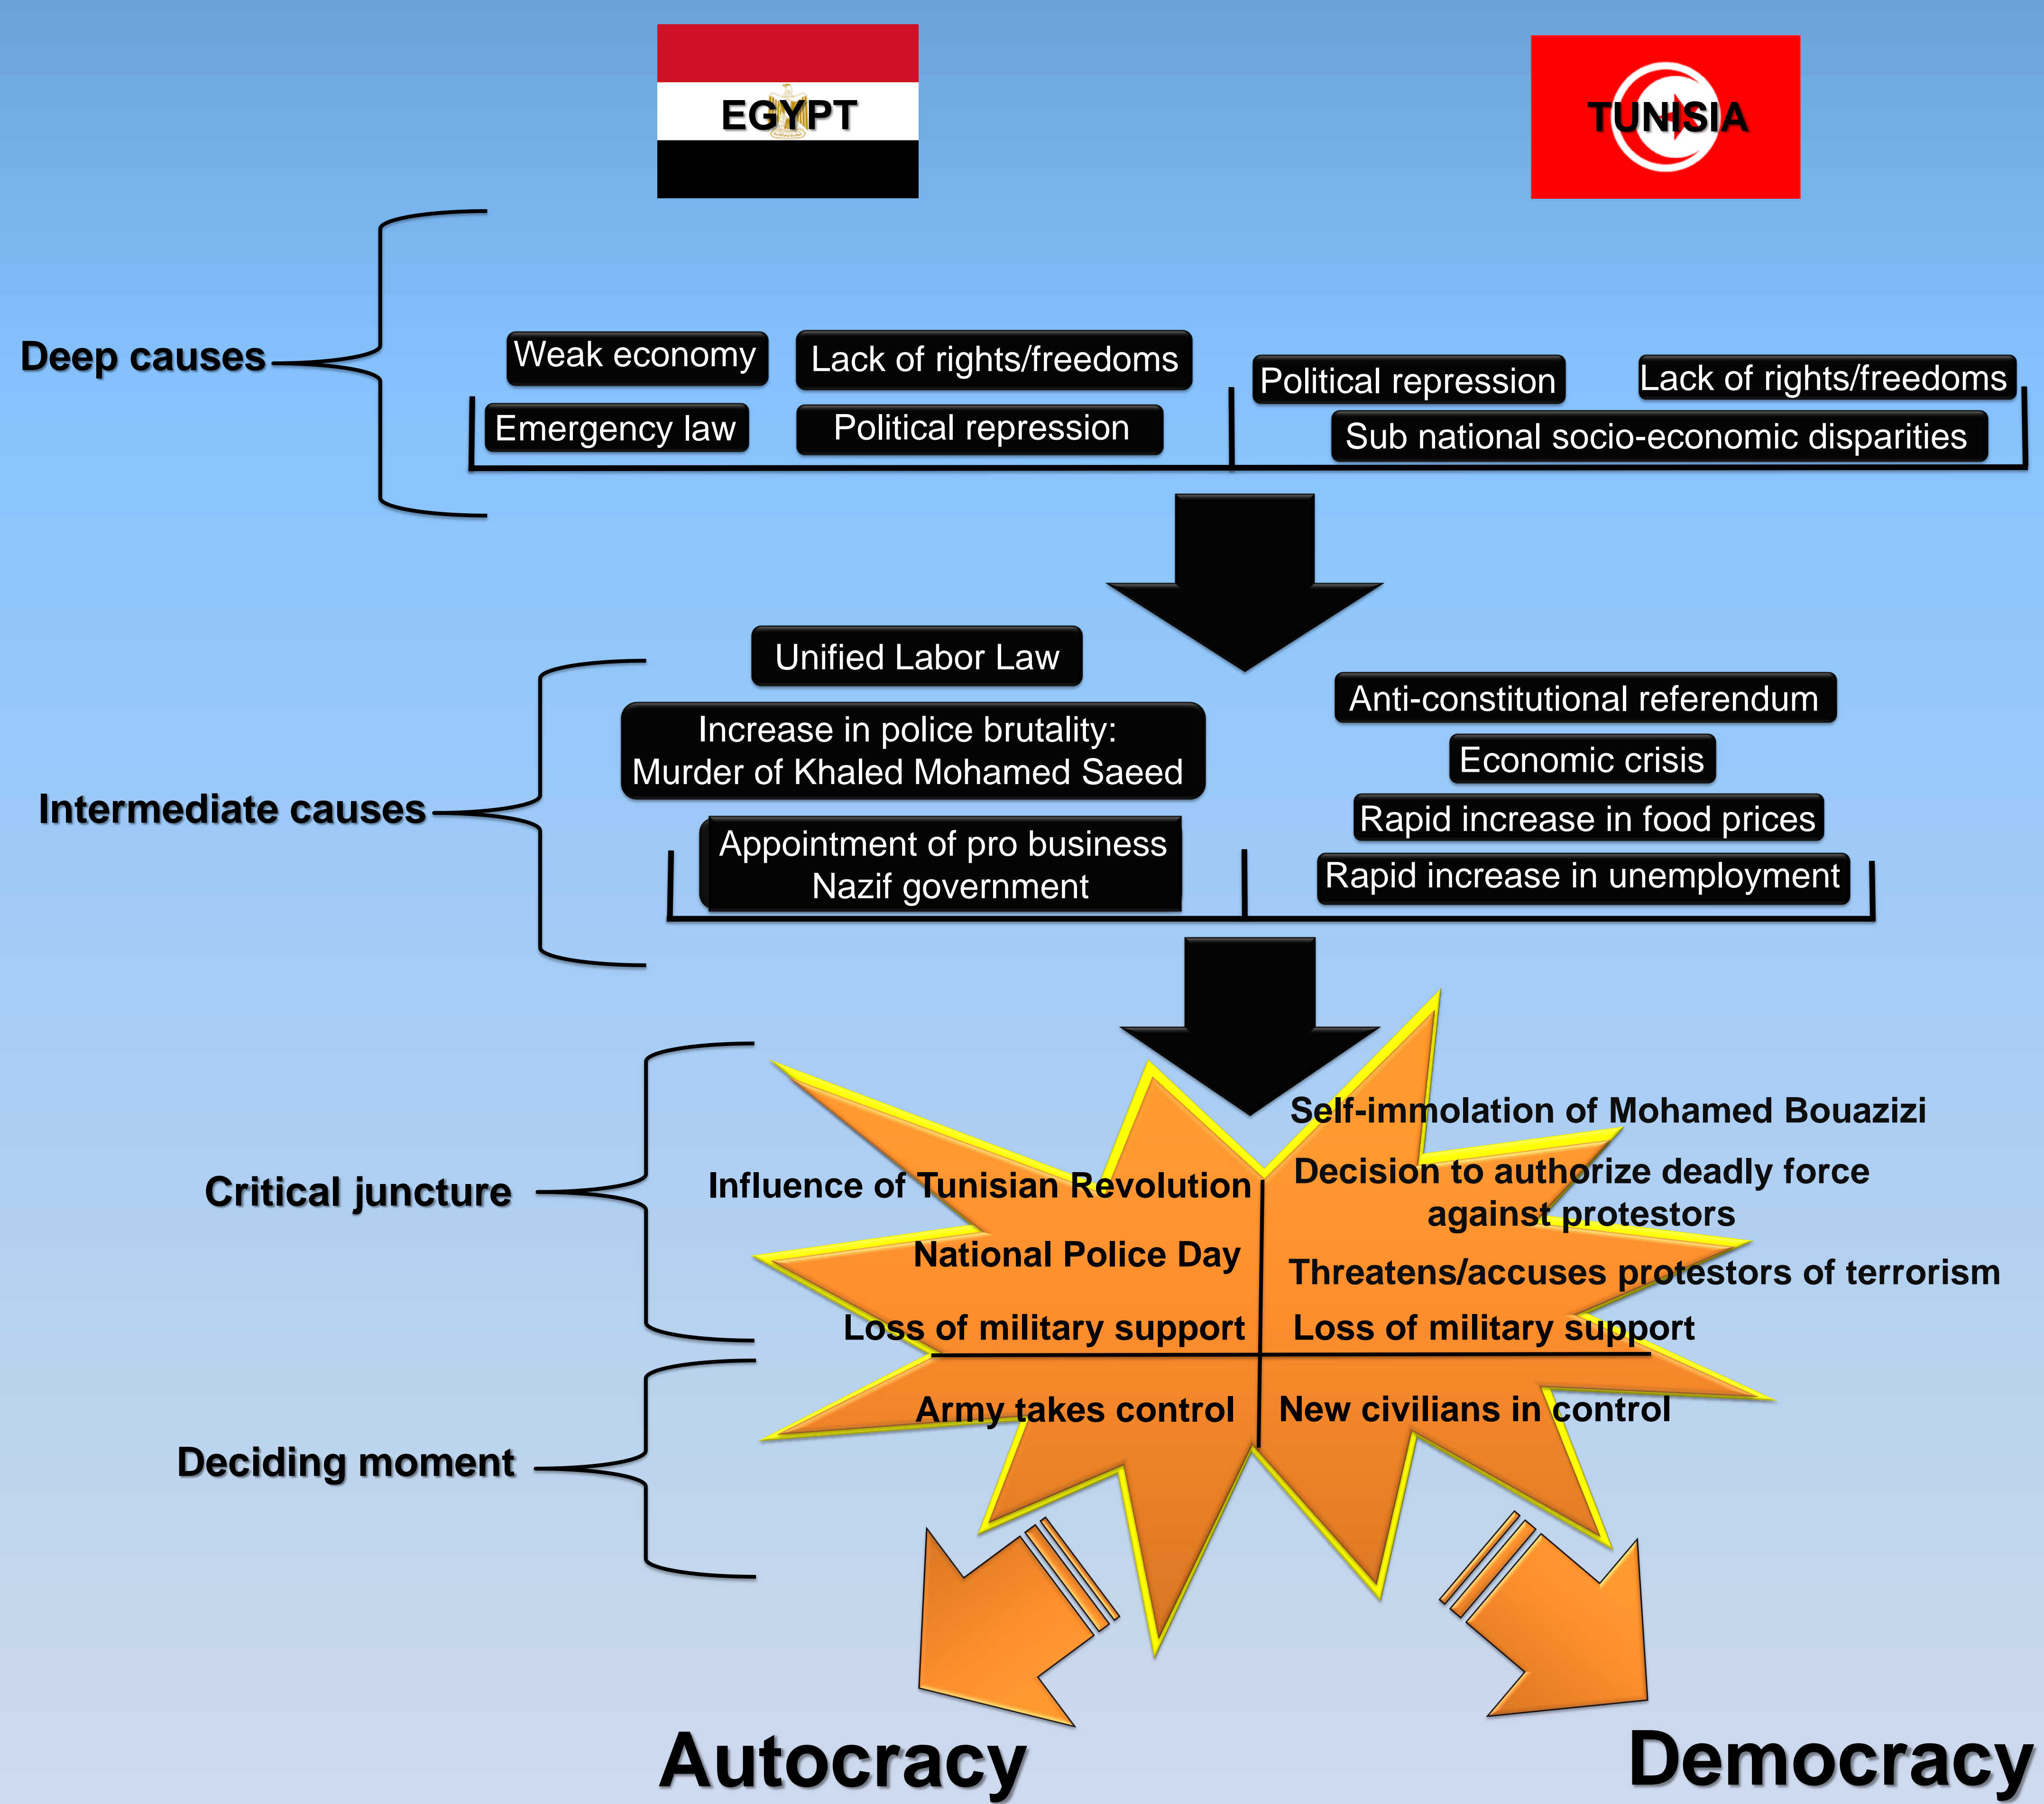 EGYPT
TUNISIA
Deep causes
Weak economy
Lack of rights/freedoms
Emergency law
Political repression
Political repression
Lack of rights/freedoms
Sub national socio-economic disparities
Intermediate causes
Unified Labor Law
Increase in police brutality:
Murder of Khaled Mohamed Saeed
Appointment of pro business
Nazif government
Anti-constitutional referendum
Economic crisis
Rapid increase in food prices
Rapid increase in unemployment
Critical juncture
Influence of Tunisian Revolution
National Police Day
Loss of military support
Self-immolation of Mohamed Bouazizi
Decision to authorize deadly force
against protestors
Threatens/accuses protestors of terrorism
Loss of military support
Deciding moment
Army takes control
New civilians in control
Autocracy
Democracy